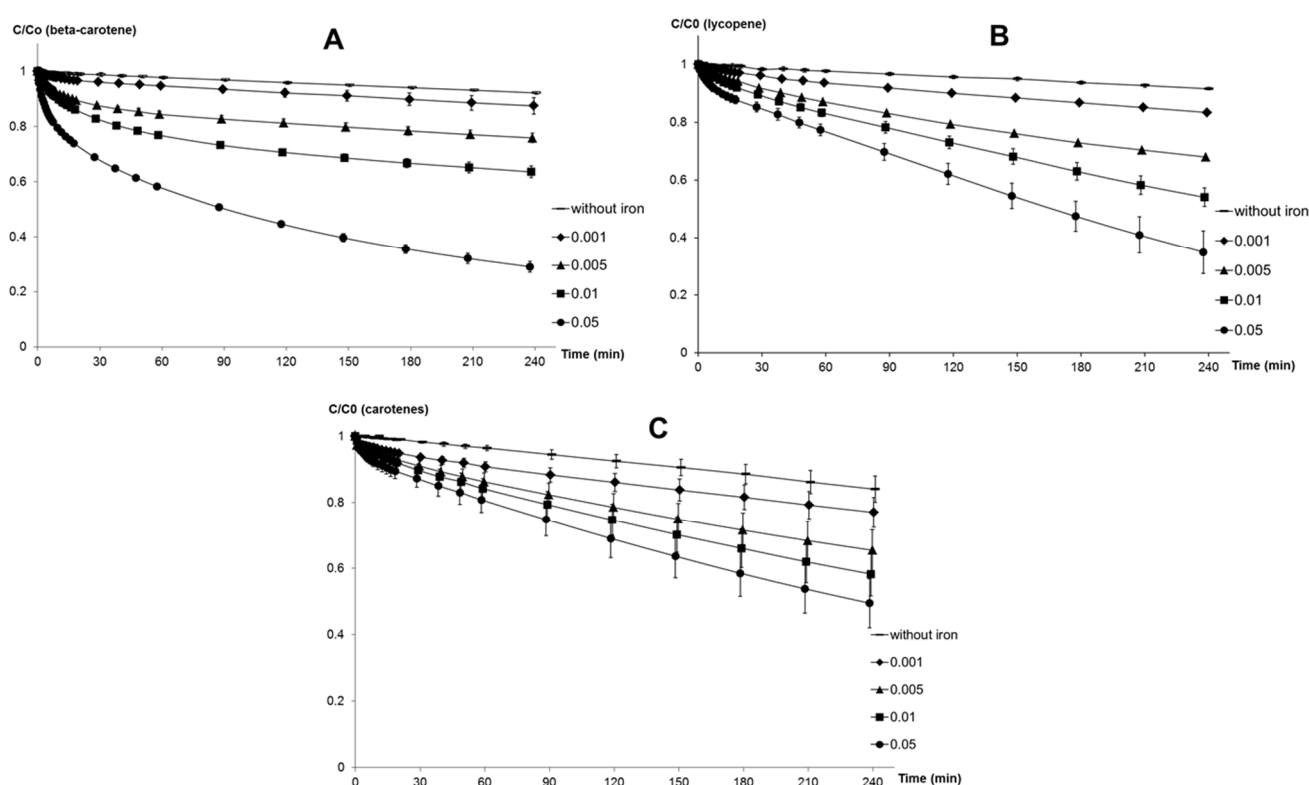 C/Co (beta-carotene)
A
1
0.8
0.6
0.4
0.2
0
0 30 60 90 120 150 180 210 240
Time (min)
without iron
0.001
0.005
0.01
0.05
C/C0 (lycopene)
B
1
0.8
0.6
0.4
0.2
0
0 30 60 90 120 150 180 210 240
Time (min)
without iron
0.001
0.005
0.01
0.05
C/C0 (carotenes)
C
1
0.8
0.6
0.4
0.2
0
0 30 60 90 120 150 180 210 240
Time (min)
without iron
0.001
0.005
0.01
0.05